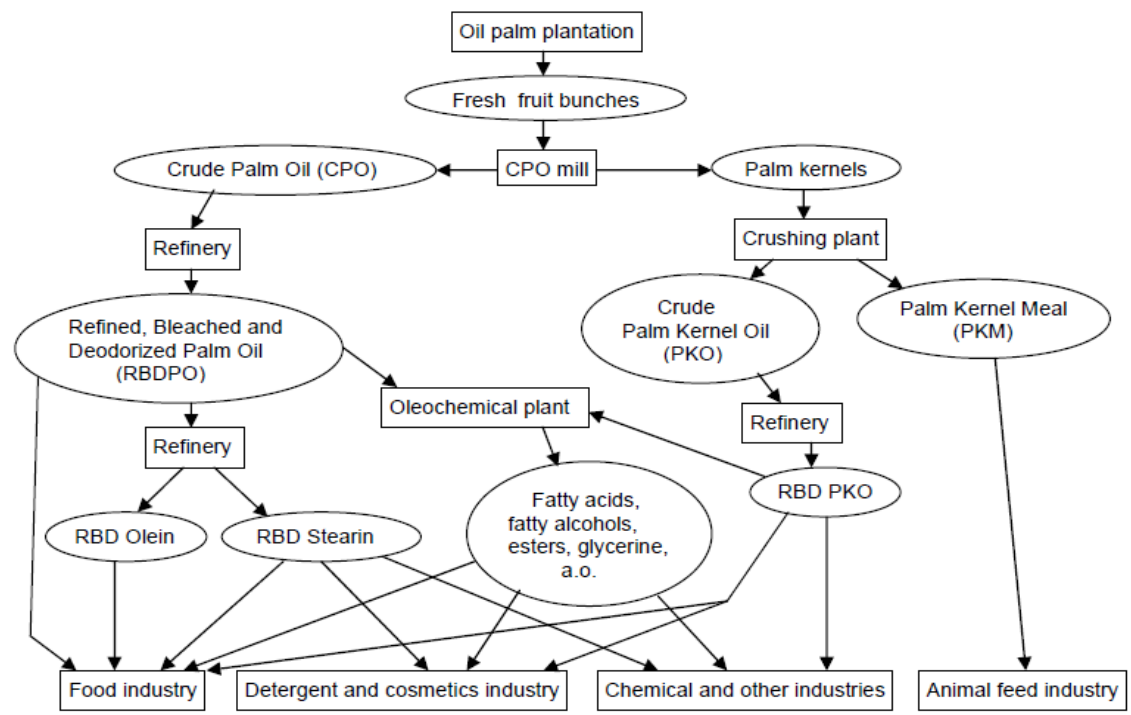 Oil palm plantation
Fresh fruit bunches
Crude Palm Oil (CPO)
CPO mill
Palm kernels
Refinery
Crushing plant
Refined, Bleached and
Deodorized Palm Oil
(RBDPO)
Crude
Palm Kernel Oil
(PKO)
Palm Kernel Meal
(PKM)
Oleochemical plant
Refinery
Refinery
RBD Olein
RBD Stearin
Fatty acids,
fatty alcohols,
esters, glycerine,
a.o.
RBD PKO
Food industry
Detergent and cosmetics industry
Chemical and other industries
Animal feed industry